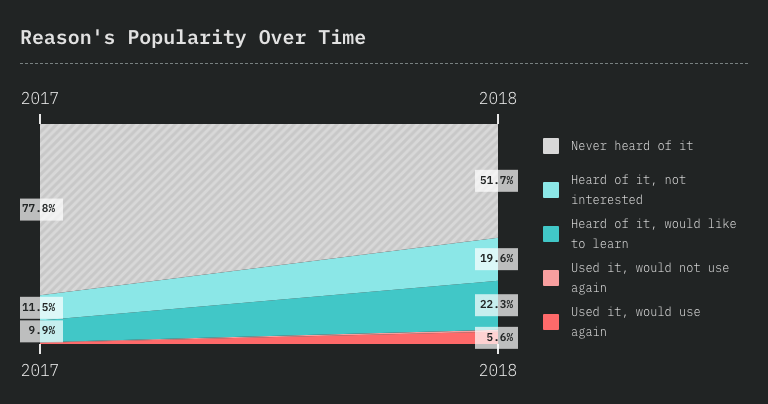 Reason's Popularity Over Time
2017
2018
77.8%
11.5%
9.9%
51.7%
19.6%
22.3%
5.6%
2017
2018
Never heard of it
Heard of it, not
interested
Heard of it, would like
to learn
Used it, would not use
again
Used it, would use
again